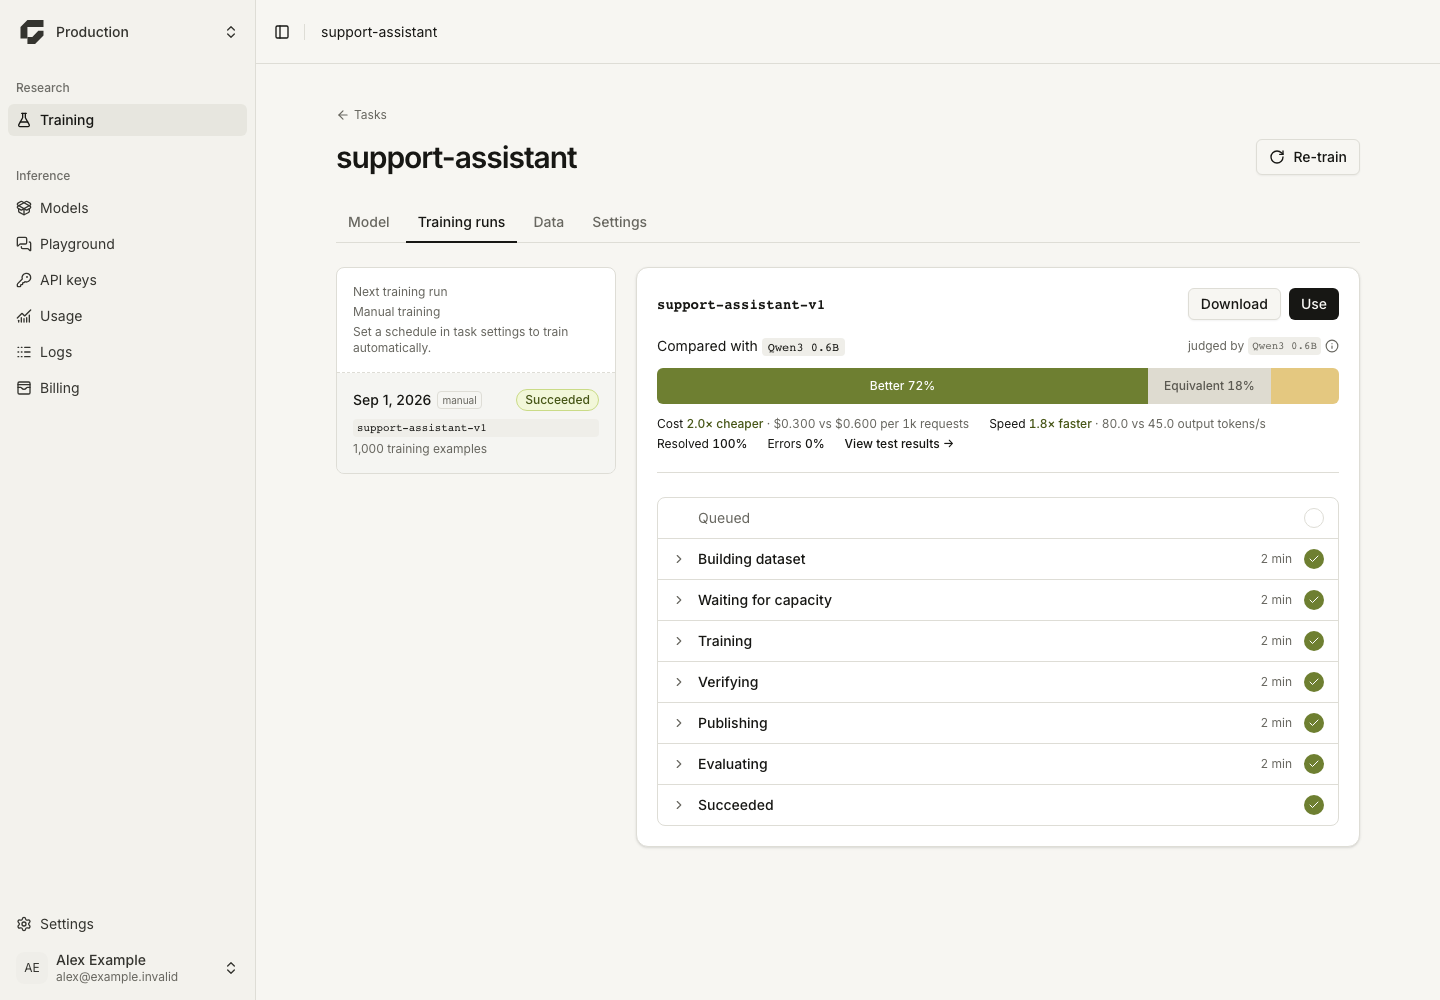 Production
support-assistant
Research
Training
Inference
Models
Playground
API keys
Usage
Logs
Billing
Settings
AE
Alex Example
alex@example.invalid
Tasks
support-assistant
Re-train
Model
Training runs
Data
Settings
Next training run
Manual training
Set a schedule in task settings to train
automatically.
Sep 1, 2026 manual Succeeded
support-assistant-v1
1,000 training examples
support-assistant-v1
Download
Use
Compared with Qwen3 0.6B
judged by Qwen3 0.6B
Better 72%
Equivalent 18%
Cost 2.0× cheaper · $0.300 vs $0.600 per 1k requests Speed 1.8× faster · 80.0 vs 45.0 output tokens/s
Resolved 100% Errors 0% View test results →
Queued
Building dataset 2 min
Waiting for capacity 2 min
Training 2 min
Verifying 2 min
Publishing 2 min
Evaluating 2 min
Succeeded